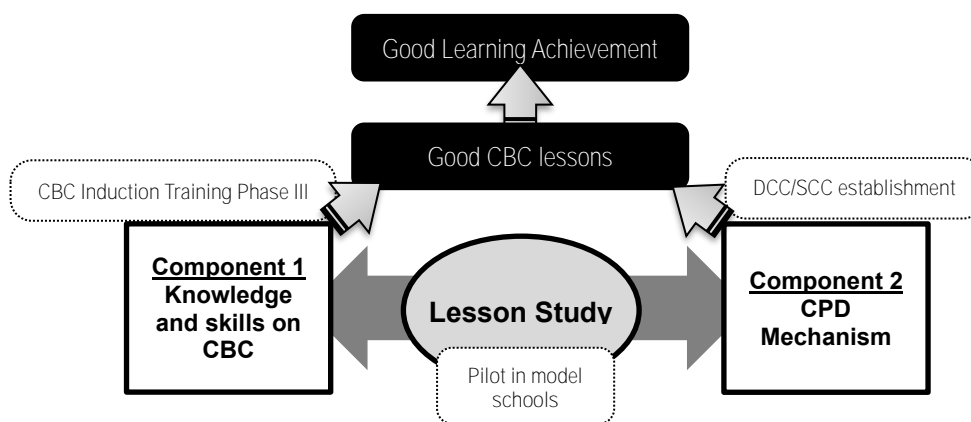 Good Learning Achievement
Good CBC lessons
CBC Induction Training Phase III
DCC/SCC establishment
Component 1
Knowledge
and skills on
CBC
Lesson Study
Component 2
CPD
Mechanism
Pilot in model
schools